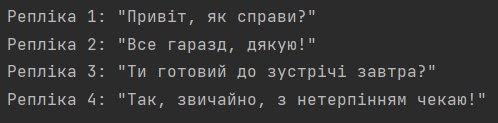 Репліка 1: "Привіт, як справи?"
Репліка 2: "Все гаразд, дякую!"
Репліка 3: "Ти готовий до зустрічі завтра?"
Репліка 4: "Так, звичайно, з нетерпінням чекаю!"